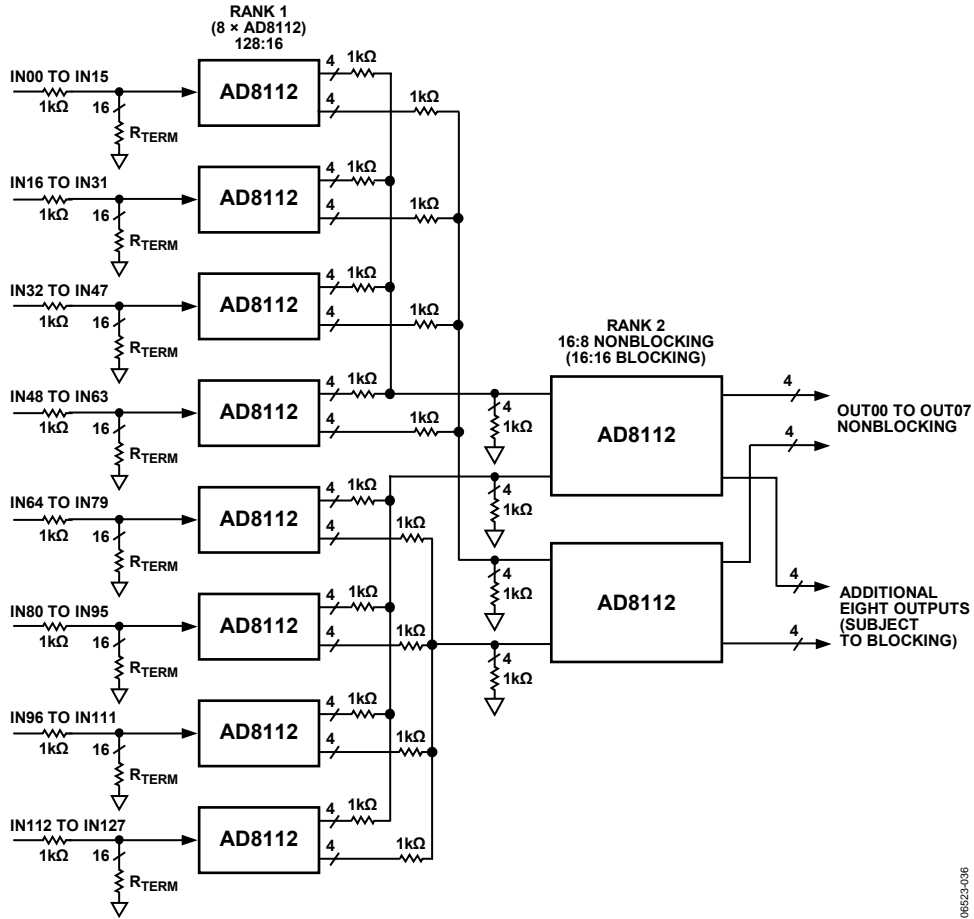 RANK 1
(8 × AD8112)
128:16
IN00 TO IN15
1kΩ
16
RTERM
AD8112
4
1kΩ
4
1kΩ
IN16 TO IN31
1kΩ
16
RTERM
AD8112
4
1kΩ
4
1kΩ
IN32 TO IN47
1kΩ
16
RTERM
AD8112
4
1kΩ
4
1kΩ
IN48 TO IN63
1kΩ
16
RTERM
AD8112
4
1kΩ
4
1kΩ
IN64 TO IN79
1kΩ
16
RTERM
AD8112
4
1kΩ
4
1kΩ
IN80 TO IN95
1kΩ
16
RTERM
AD8112
4
1kΩ
4
1kΩ
IN96 TO IN111
1kΩ
16
RTERM
AD8112
4
1kΩ
4
1kΩ
IN112 TO IN127
1kΩ
16
RTERM
AD8112
4
1kΩ
4
1kΩ
RANK 2
16:8 NONBLOCKING
(16:16 BLOCKING)
4
1kΩ
4
1kΩ
4
1kΩ
4
1kΩ
AD8112
AD8112
4
4
OUT00 TO OUT07
NONBLOCKING
4
4
ADDITIONAL
EIGHT OUTPUTS
(SUBJECT
TO BLOCKING)
06523-036